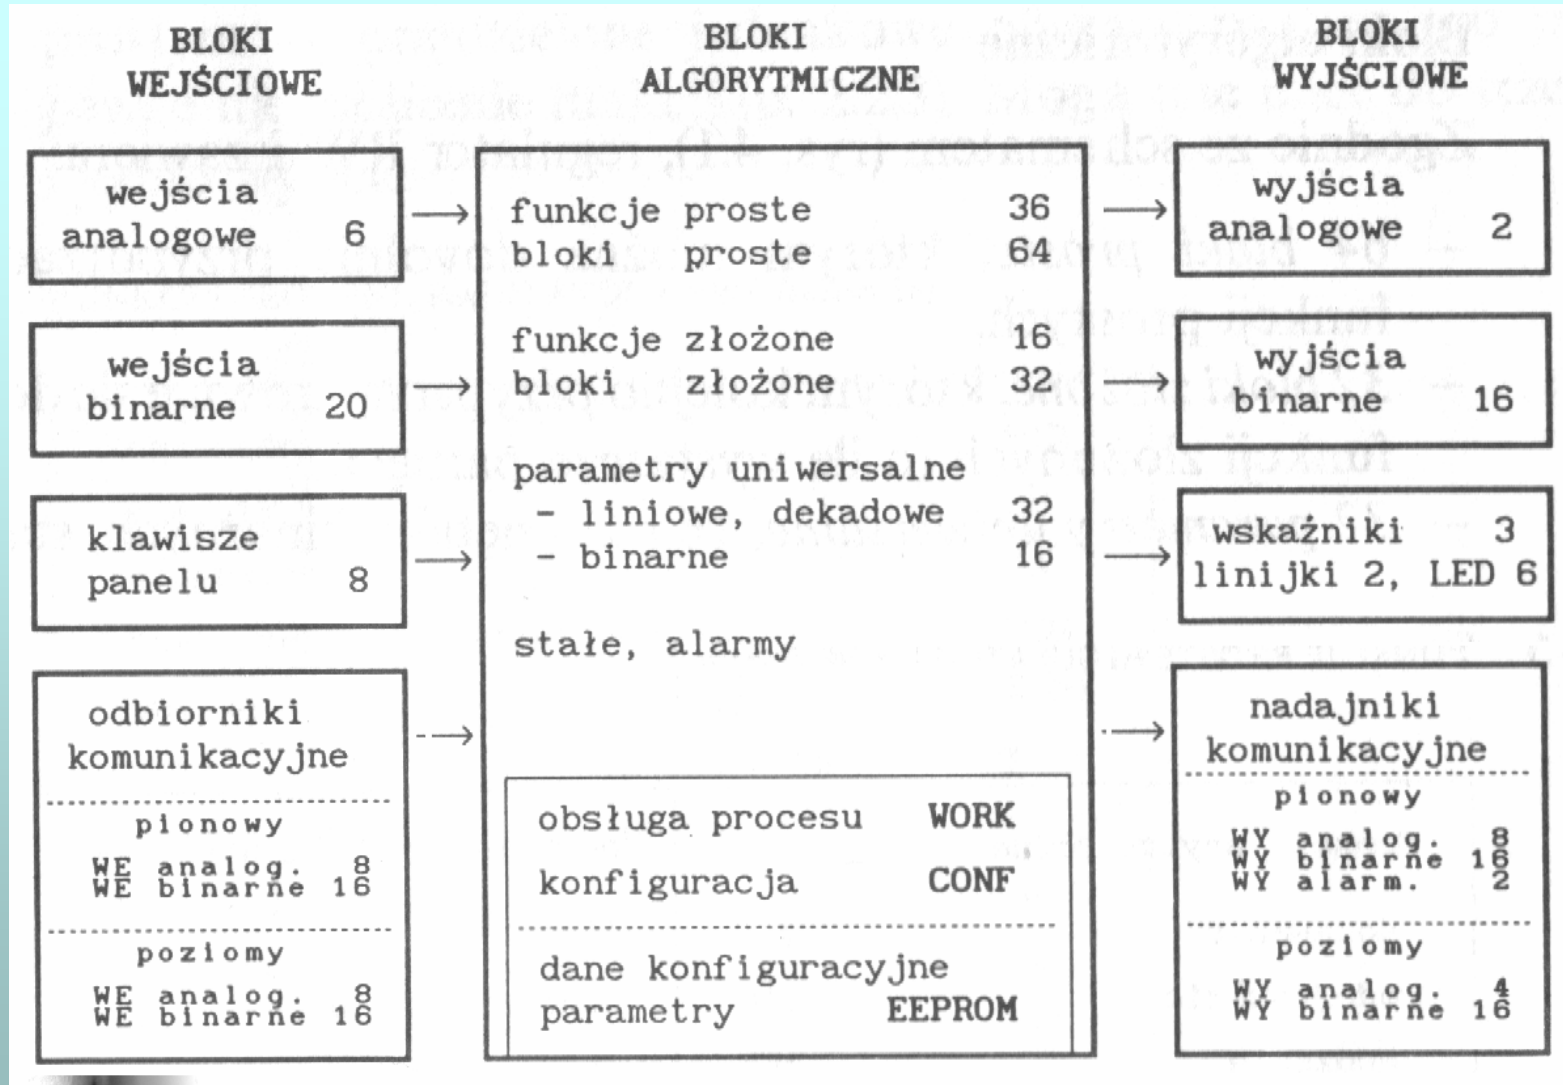 BLOKI
WEJŚCIOWE
wejścia
analogowe 6
wejścia
binarne 20
klawisze
panelu 8
odbiorniki
komunikacyjne
pionowy
WE analog. 8
WE binarne 16
poziomy
WE analog. 8
WE binarne 16
BLOKI
ALGORYTMICZNE
funkcje proste 36
bloki proste 64
funkcje złożone 16
bloki złożone 32
parametry uniwersalne
- liniowe, dekadowe 32
- binarne 16
stałe, alarmy
obsługa procesu WORK
konfiguracja CONF
dane konfiguracyjne
parametry EEPROM
BLOKI
WYJŚCIOWE
wyjścia
analogowe 2
wyjścia
binarne 16
wskaźniki 3
linijki 2, LED 6
nadajniki
komunikacyjne
pionowy
WY analog. 8
WY binarne 16
WY alarm. 2
poziomy
WY analog. 4
WY binarne 16